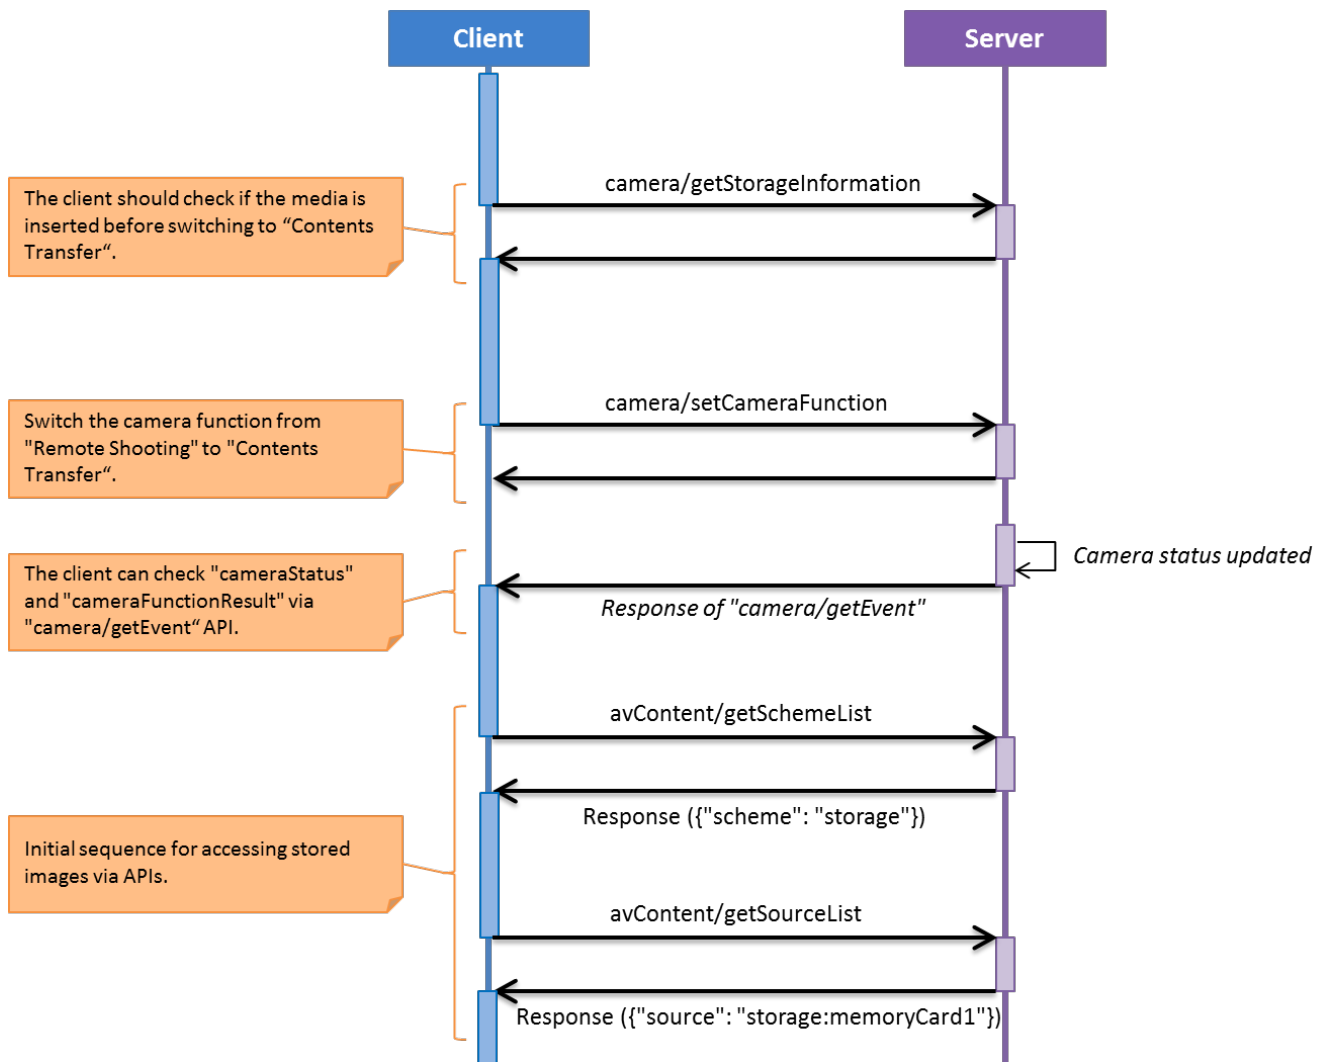 Client
Server
camera/getStorageInformation
The client should check if the media is
inserted before switching to “Contents
Transfer“.
camera/setCameraFunction
Switch the camera function from
"Remote Shooting" to "Contents
Transfer“.
Camera status updated
The client can check "cameraStatus"
and "cameraFunctionResult" via
"camera/getEvent“ API.
Response of "camera/getEvent"
avContent/getSchemeList
Response ({"scheme": "storage"})
Initial sequence for accessing stored
images via APIs.
avContent/getSourceList
Response ({"source": "storage:memoryCard1"})